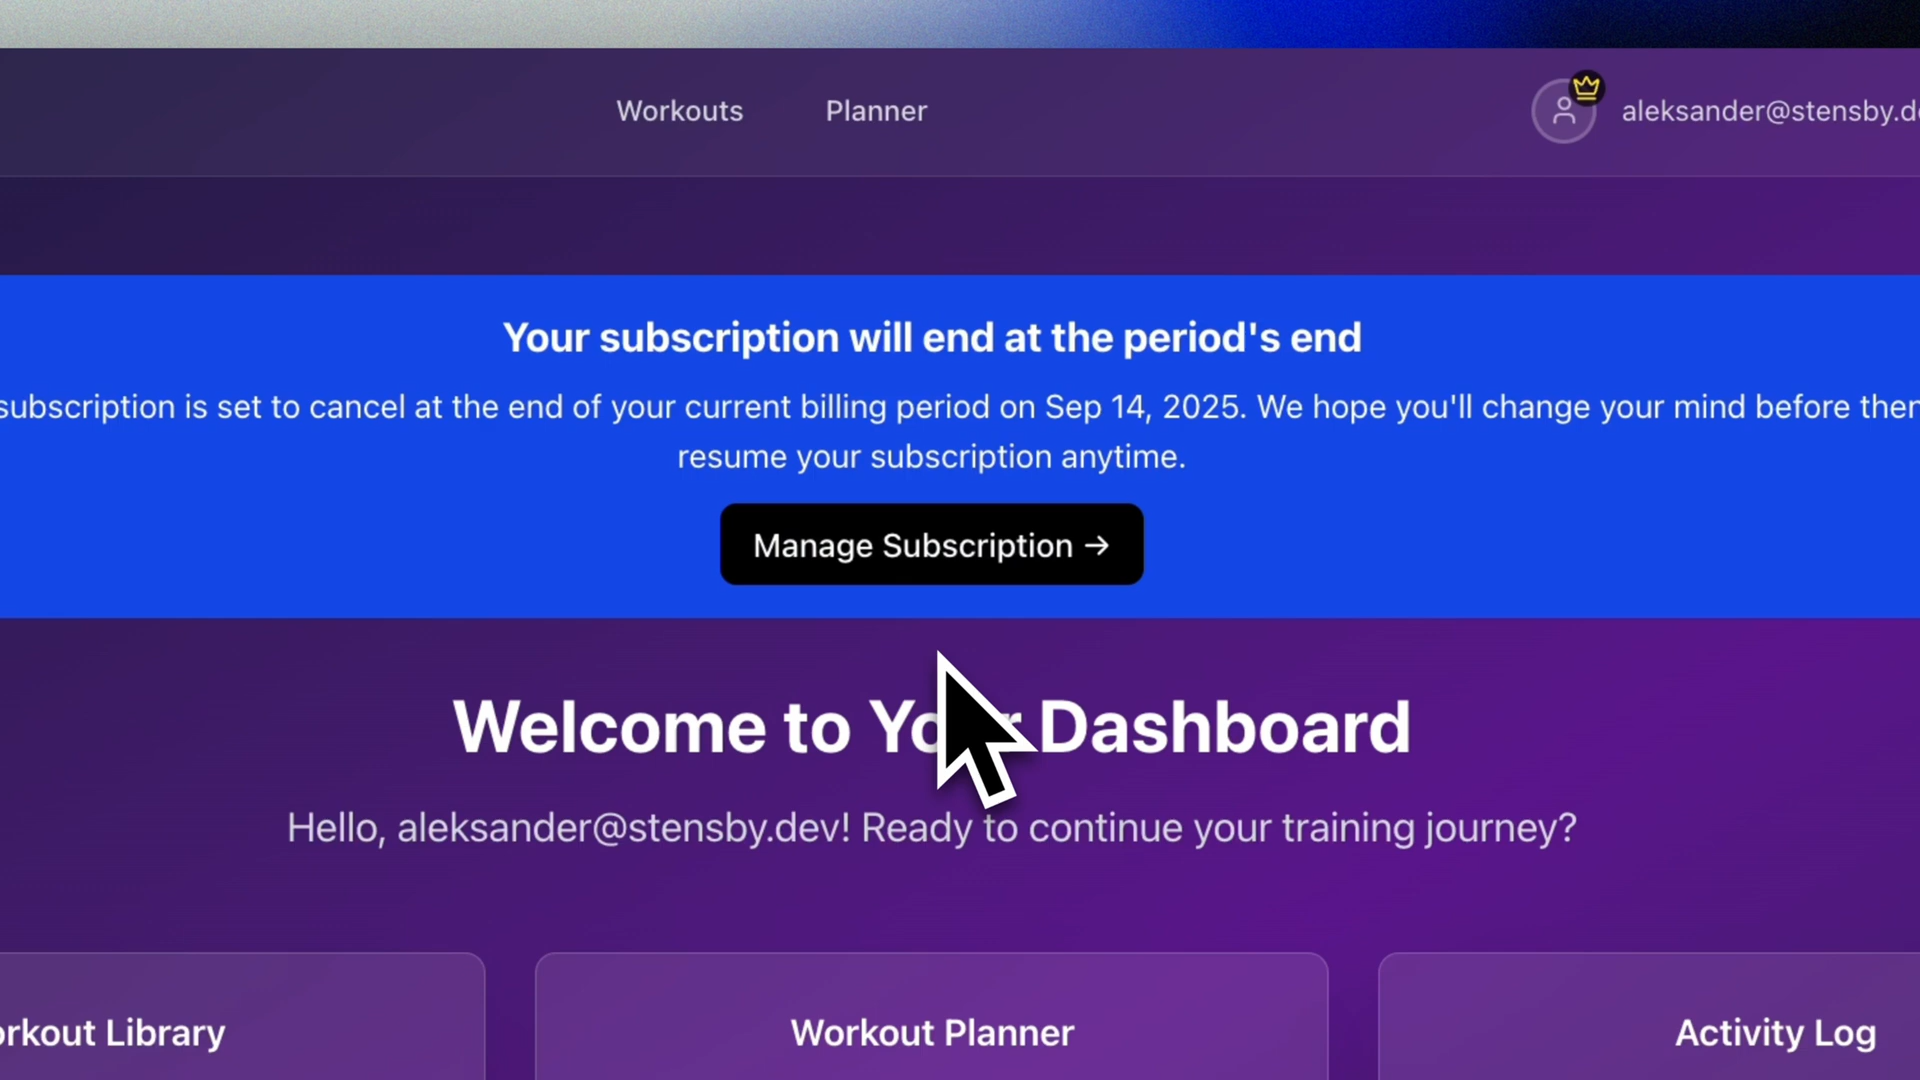 Workouts Planner aleksander@stensby.d
Your subscription will end at the period's end
subscription is set to cancel at the end of your current billing period on Sep 14, 2025. We hope you'll change your mind before then
resume your subscription anytime.
Manage Subscription →
Welcome to Your Dashboard
Hello, aleksander@stensby.dev! Ready to continue your training journey?
orkout Library Workout Planner Activity Log